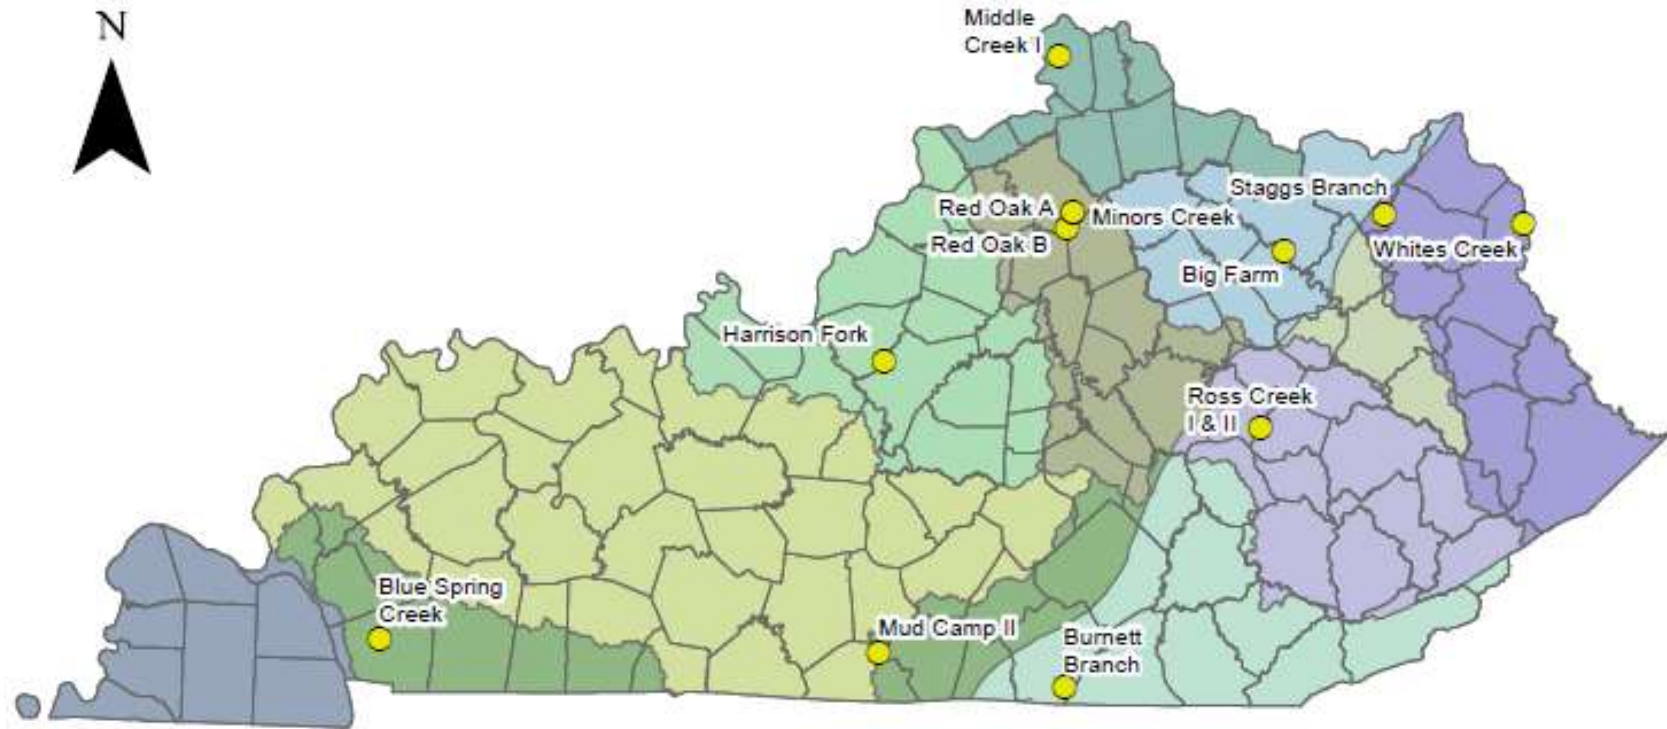 N
Middle
Creek I
Staggs Branch
Red Oak A
Minors Creek
Red Oak B
Whites Creek
Big Farm
Harrison Fork
Ross Creek
I & II
Blue Spring
Creek
Mud Camp II
Burnett
Branch